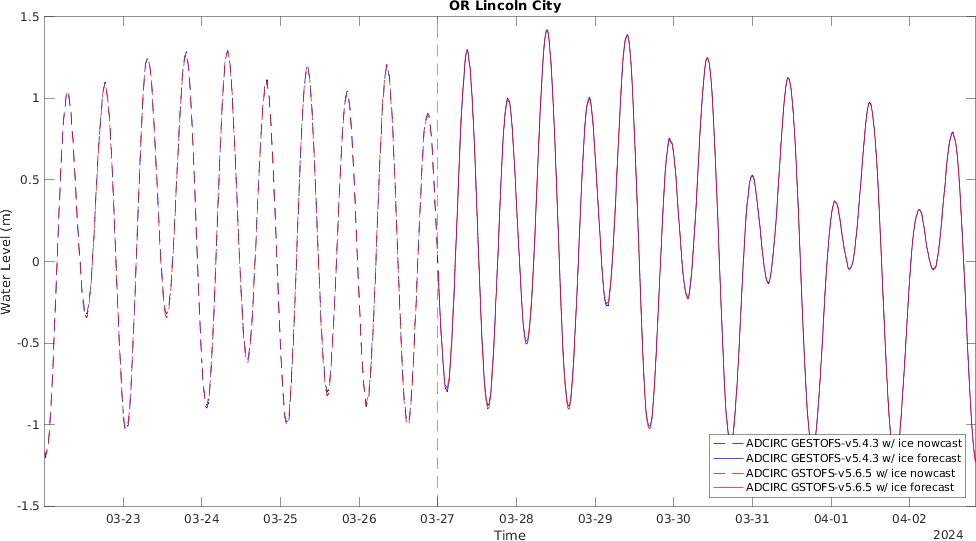 OR Lincoln City
1.5
1
0.5
0
-0.5
-1
-1.5
Water Level (m)
ADCIRC GESTOFS-v5.4.3 w/ ice nowcast
ADCIRC GESTOFS-v5.4.3 w/ ice forecast
ADCIRC GSTOFS-v5.6.5 w/ ice nowcast
ADCIRC GSTOFS-v5.6.5 w/ ice forecast
03-23 03-24 03-25 03-26 03-27 03-28 03-29 03-30 03-31 04-01 04-02
Time
2024